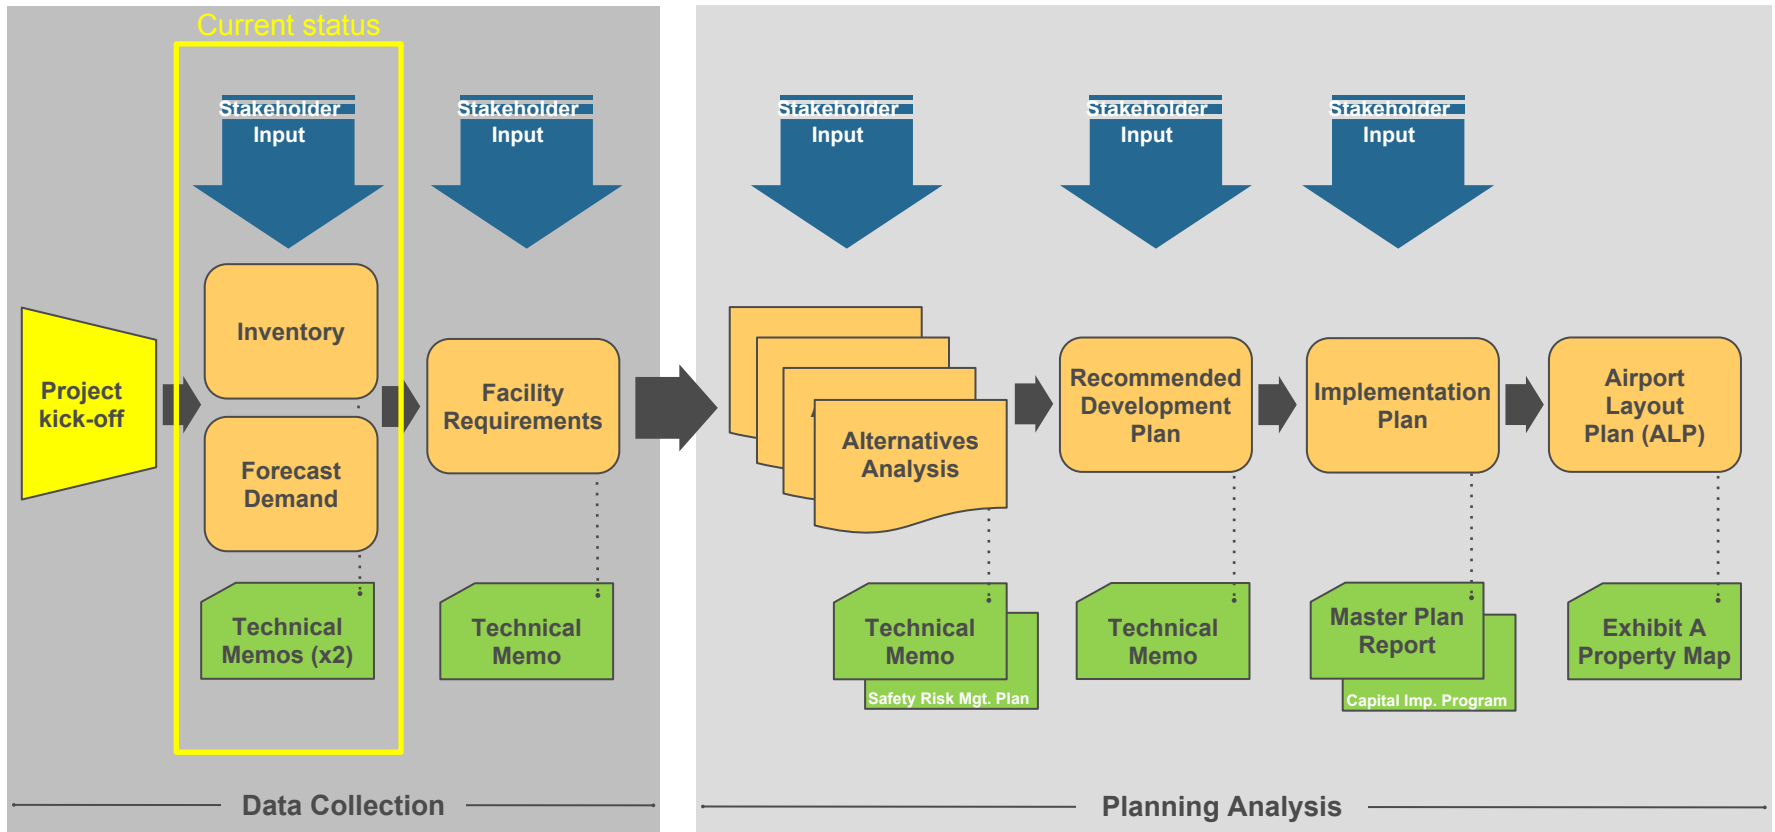 Current status
Stakeholder
Input
Stakeholder
Input
Stakeholder
Input
Stakeholder
Input
Stakeholder
Input
Project
kick-off
Inventory
Forecast
Demand
Facility
Requirements
A
Alternatives
Analysis
Recommended
Development
Plan
Implementation
Plan
Airport
Layout
Plan (ALP)
Technical
Memos (x2)
Technical
Memo
Technical
Memo
Safety Risk Mgt. Plan
Technical
Memo
Master Plan
Report
Capital Imp. Program
Exhibit A
Property Map
Data Collection
Planning Analysis